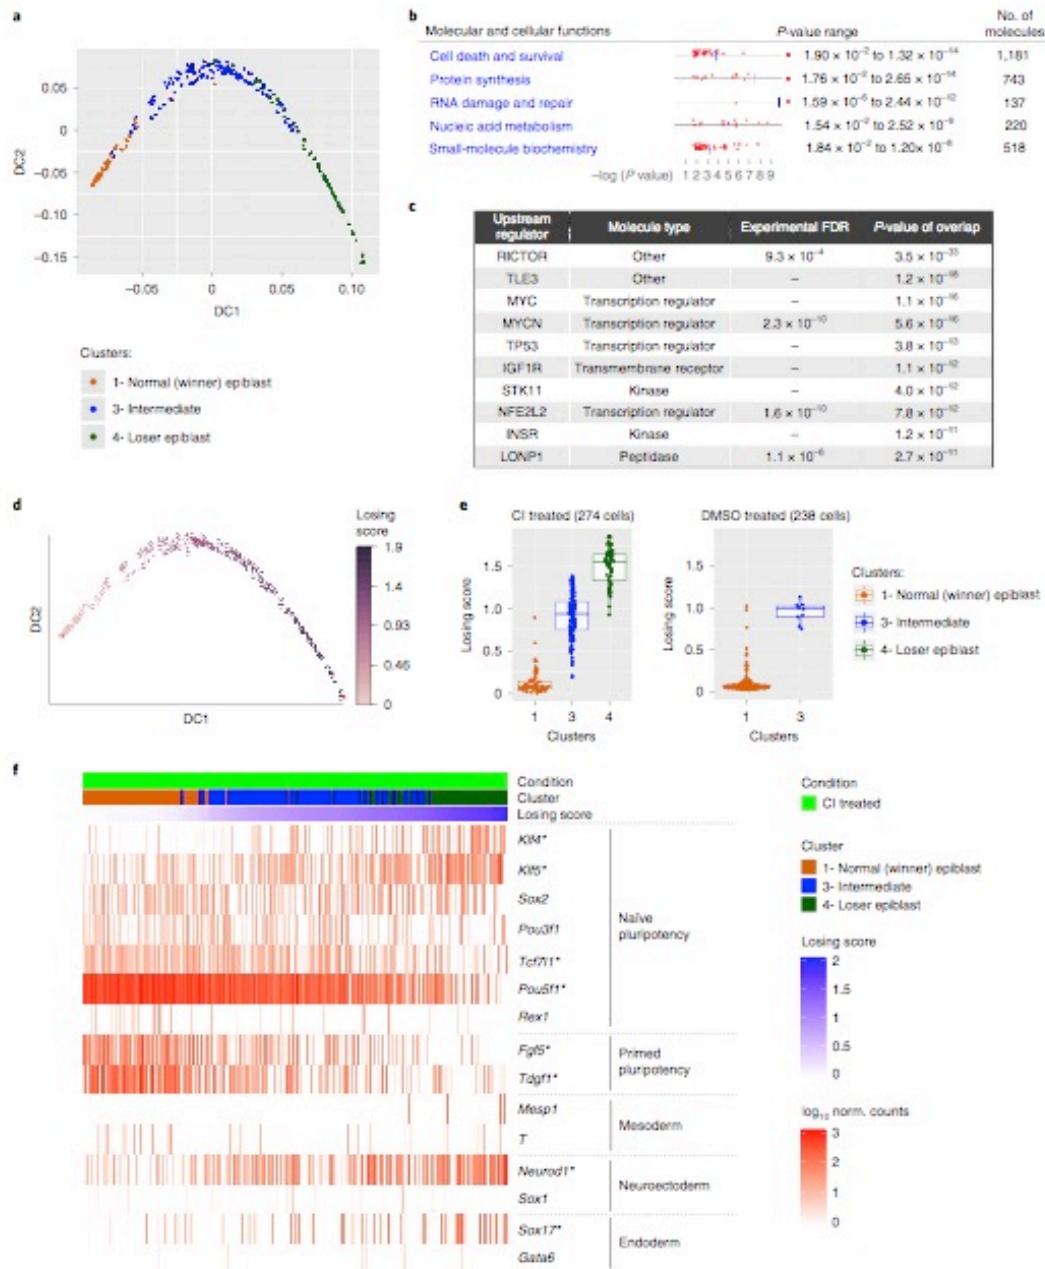 a
0.05
0
−0.05
−0.10
−0.15
DC2
−0.05 0 0.05 0.10
DC1
Clusters:
1- Normal (winner) epiblast
3- Intermediate
4- Loser epiblast
b
Molecular and cellular functions P-value range No. of molecules
Cell death and survival 1.90 × 10⁻² to 1.32 × 10⁻¹⁴ 1,181
Protein synthesis 1.76 × 10⁻² to 2.65 × 10⁻¹⁴ 743
RNA damage and repair 1.59 × 10⁻⁶ to 2.44 × 10⁻¹² 137
Nucleic acid metabolism 1.54 × 10⁻² to 2.52 × 10⁻⁹ 220
Small-molecule biochemistry 1.84 × 10⁻² to 1.20× 10⁻⁸ 518
−log (P value) 1 2 3 4 5 6 7 8 9
c
Upstream regulator Molecule type Experimental FDR P-value of overlap
RICTOR Other 9.3 × 10⁻⁴ 3.5 × 10⁻³³
TLE3 Other – 1.2 × 10⁻¹⁸
MYC Transcription regulator – 1.1 × 10⁻¹⁶
MYCN Transcription regulator 2.3 × 10⁻¹⁰ 5.6 × 10⁻¹⁶
TP53 Transcription regulator – 3.8 × 10⁻¹³
IGF1R Transmembrane receptor – 1.1 × 10⁻¹²
STK11 Kinase – 4.0 × 10⁻¹²
NFE2L2 Transcription regulator 1.6 × 10⁻¹⁰ 7.8 × 10⁻¹²
INSR Kinase – 1.2 × 10⁻¹¹
LONP1 Peptidase 1.1 × 10⁻⁶ 2.7 × 10⁻¹¹
d
DC2
DC1
Losing score
1.9
1.4
0.93
0.46
0
e
CI treated (274 cells)
Losing score
1.5
1.0
0.5
0
1 3 4
Clusters
DMSO treated (238 cells)
Losing score
1.5
1.0
0.5
0
1 3
Clusters
Clusters:
1- Normal (winner) epiblast
3- Intermediate
4- Loser epiblast
f
Condition
Cluster
Losing score
Klf4*
Klf5*
Sox2
Pou3f1
Tcf7l1*
Pou5f1*
Rex1
Naïve pluripotency
Fgf5*
Tdgf1*
Primed pluripotency
Mesp1
T
Mesoderm
Neurod1*
Sox1
Neuroectoderm
Sox17*
Gata6
Endoderm
Condition
CI treated
Cluster
1- Normal (winner) epiblast
3- Intermediate
4- Loser epiblast
Losing score
2
1.5
1
0.5
0
log₁₀ norm. counts
3
2
1
0